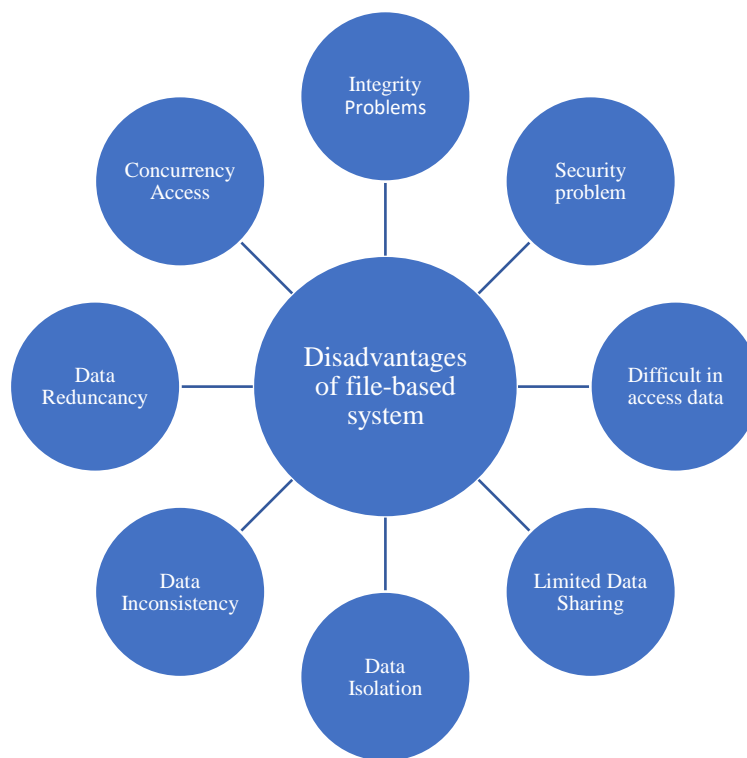 Integrity
Problems
Security
problem
Difficult in
access data
Limited Data
Sharing
Data
Isolation
Data
Inconsistency
Data
Reduncancy
Concurrency
Access
Disadvantages
of file-based
system